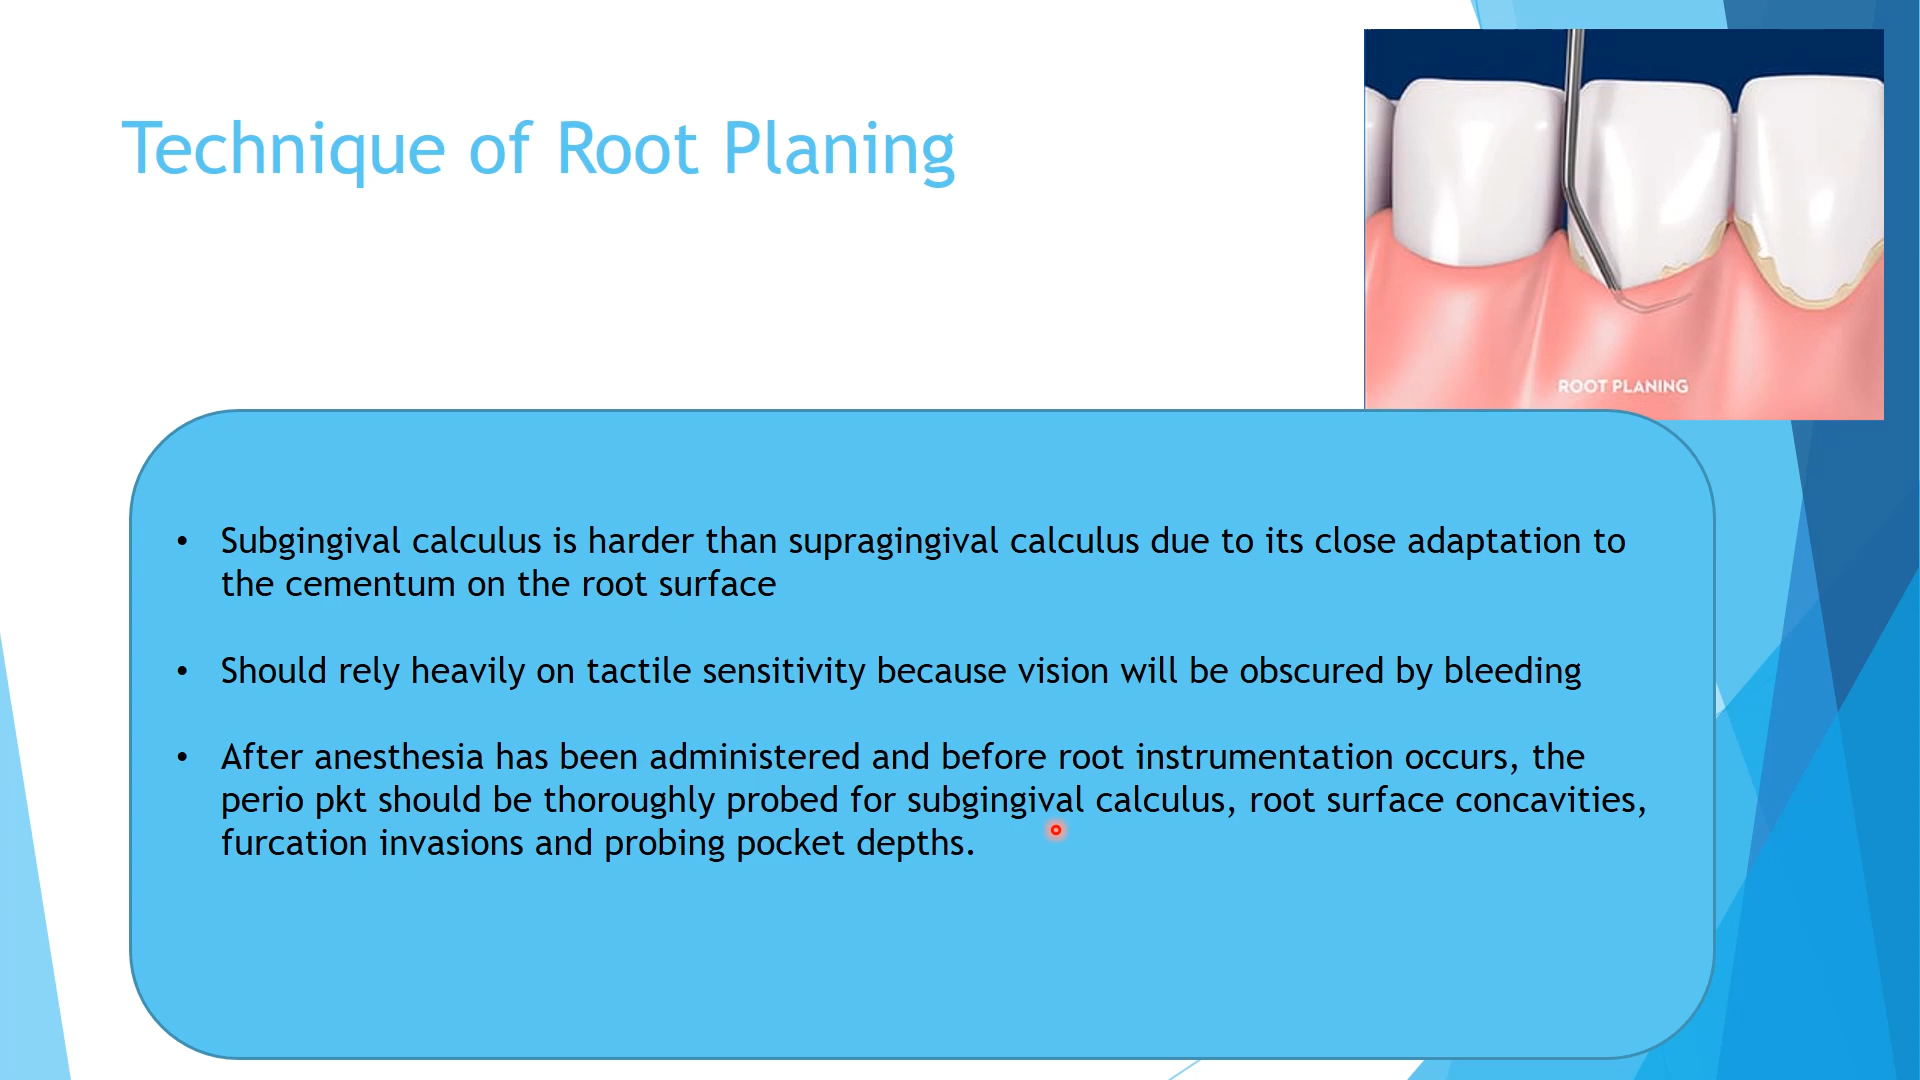 Technique of Root Planing
ROOT PLANING
• Subgingival calculus is harder than supragingival calculus due to its close adaptation to
the cementum on the root surface
• Should rely heavily on tactile sensitivity because vision will be obscured by bleeding
• After anesthesia has been administered and before root instrumentation occurs, the
perio pkt should be thoroughly probed for subgingival calculus, root surface concavities,
furcation invasions and probing pocket depths.